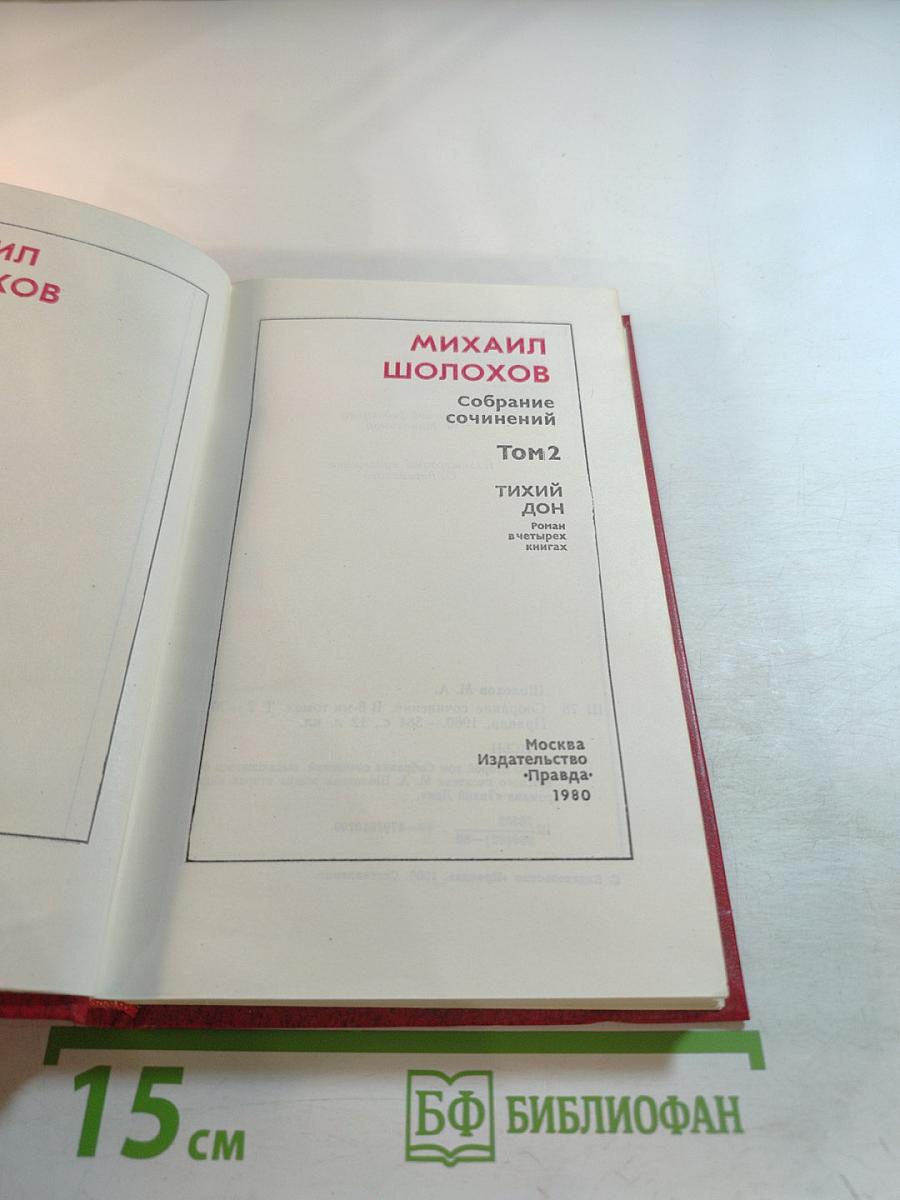 ИЛ
ХОВ
МИХАИЛ
ШОЛОХОВ
Собрание
сочинений
Том 2
ТИХИЙ
ДОН
Роман
в четырех
книгах
Москва
Издательство
«Правда»
1980
15 см
БФ БИБЛИОФАН